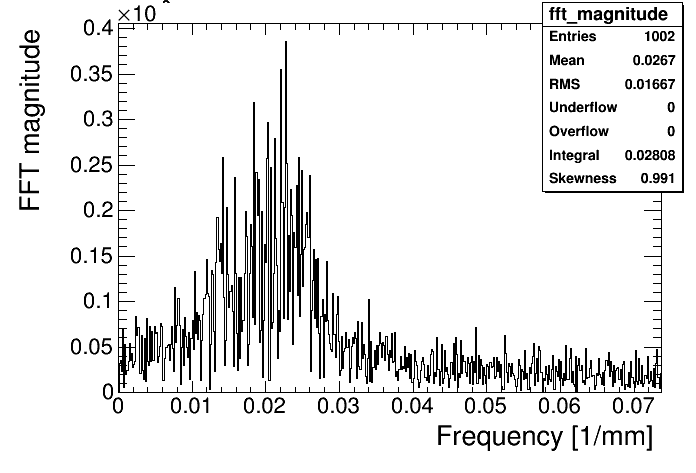 ×10
fft_magnitude
Entries 1002
Mean 0.0267
RMS 0.01667
Underflow 0
Overflow 0
Integral 0.02808
Skewness 0.991
FFT magnitude
0.4
0.35
0.3
0.25
0.2
0.15
0.1
0.05
0
0 0.01 0.02 0.03 0.04 0.05 0.06 0.07
Frequency [1/mm]